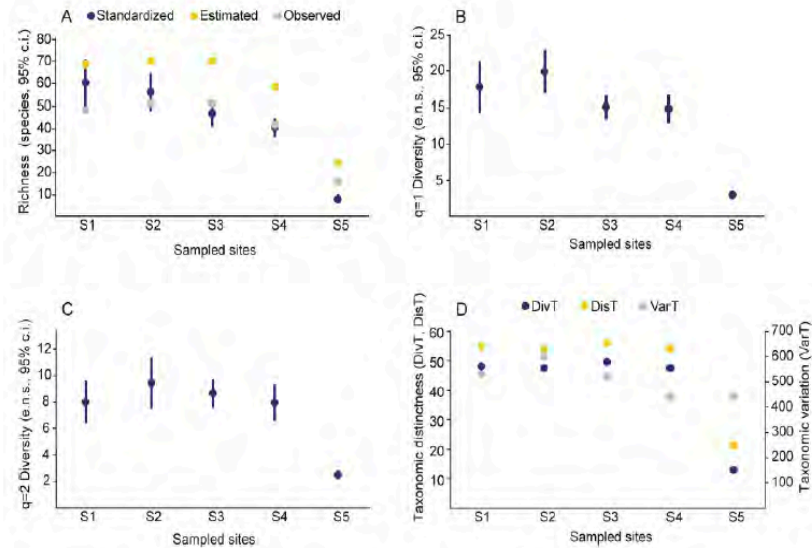 A
Standardized Estimated Observed
Richness (species, 95% c.i.)
80
70
60
50
40
30
20
10
S1 S2 S3 S4 S5
Sampled sites
B
q=1 Diversity (e.n.s., 95% c.i.)
25
20
15
10
5
S1 S2 S3 S4 S5
Sampled sites
C
q=2 Diversity (e.n.s., 95% c.i.)
12
10
8
6
4
2
S1 S2 S3 S4 S5
Sampled sites
D
DivT DisT VarT
Taxonomic distinctness (DivT, DisT)
60
50
40
30
20
10
Taxonomic variation (VarT)
700
600
500
400
300
200
100
S1 S2 S3 S4 S5
Sampled sites